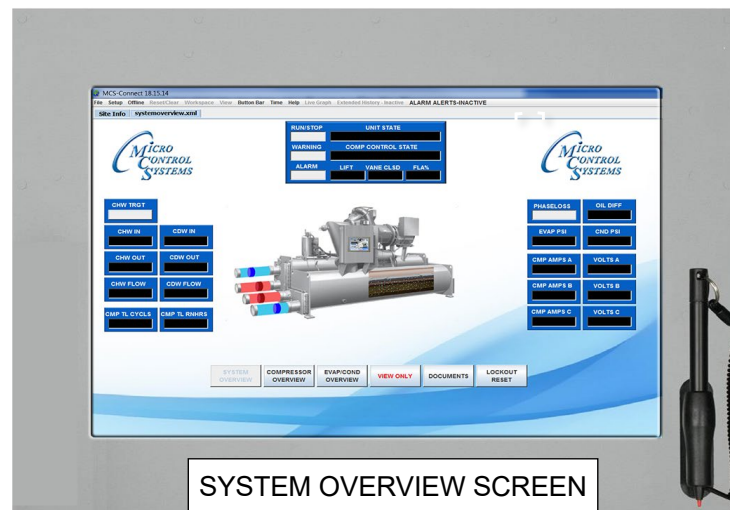 MCS-Connect 18.15.14
File Setup Offline Reset/Clear Workspace View Button Bar Time Help Live Graph Extended History - Inactive ALARM ALERTS-INACTIVE
Site Info systemoverview.xml
MICRO
CONTROL
SYSTEMS
RUN/STOP UNIT STATE
WARNING COMP CONTROL STATE
ALARM LIFT VANE CLSD FLA%
MICRO
CONTROL
SYSTEMS
CHW TRGT
CHW IN CDW IN
CHW OUT CDW OUT
CHW FLOW CDW FLOW
CMP TL CYCLS CMP TL RNHRS
PHASELOSS OIL DIFF
EVAP PSI CND PSI
CMP AMPS A VOLTS A
CMP AMPS B VOLTS B
CMP AMPS C VOLTS C
SYSTEM
OVERVIEW
COMPRESSOR
OVERVIEW
EVAP/COND
OVERVIEW
VIEW ONLY
DOCUMENTS
LOCKOUT
RESET
SYSTEM OVERVIEW SCREEN